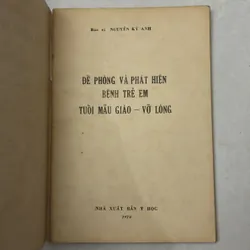 Bác sĩ NGUYỄN KỲ ANH
ĐỀ PHÒNG VÀ PHÁT HIỆN
BỆNH TRẺ EM
TUỔI MẪU GIÁO – VỠ LÒNG
NHÀ XUẤT BẢN Y HỌC